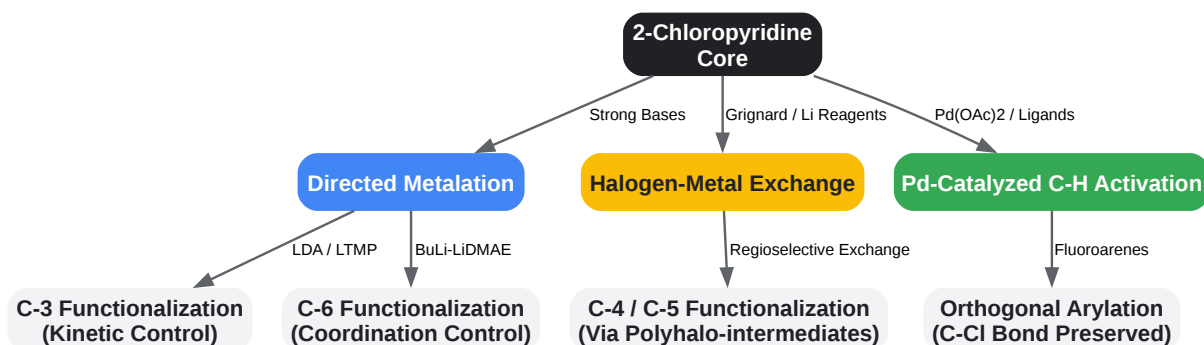 2-Chloropyridine
Core
Strong Bases
Grignard / Li Reagents
Pd(OAc)2 / Ligands
Directed Metalation
Halogen-Metal Exchange
Pd-Catalyzed C-H Activation
LDA / LTMP
BuLi-LiDMAE
Regioselective Exchange
Fluoroarenes
C-3 Functionalization
(Kinetic Control)
C-6 Functionalization
(Coordination Control)
C-4 / C-5 Functionalization
(Via Polyhalo-intermediates)
Orthogonal Arylation
(C-Cl Bond Preserved)